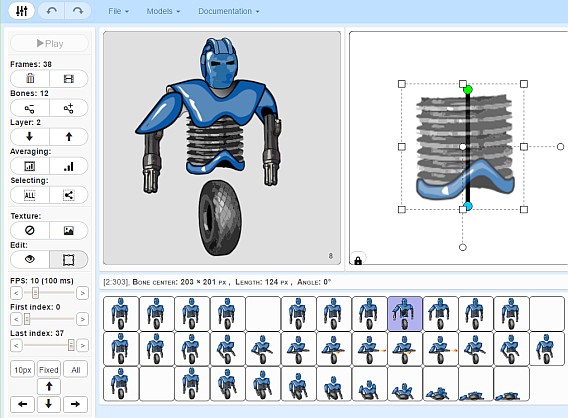 File Models Documentation
Play
Frames: 38
Bones: 12
Layer: 2
Averaging:
Selecting:
ALL
Texture:
Edit:
FPS: 10 (100 ms)
< >
First index: 0
< >
Last index: 37
< >
10px Fixed All
8
[2:303], Bone center: 203 × 201 px , Length: 124 px , Angle: 0°